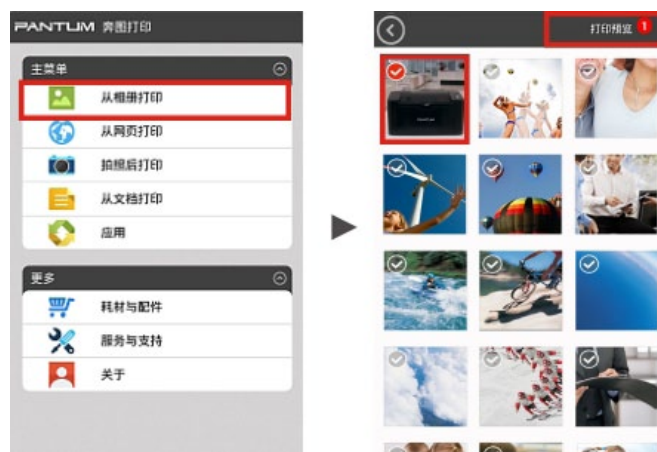 PANTUM 奔图打印
主菜单
从相册打印
从网页打印
拍照后打印
从文档打印
应用
更多
耗材与配件
服务与支持
关于
打印预览 1